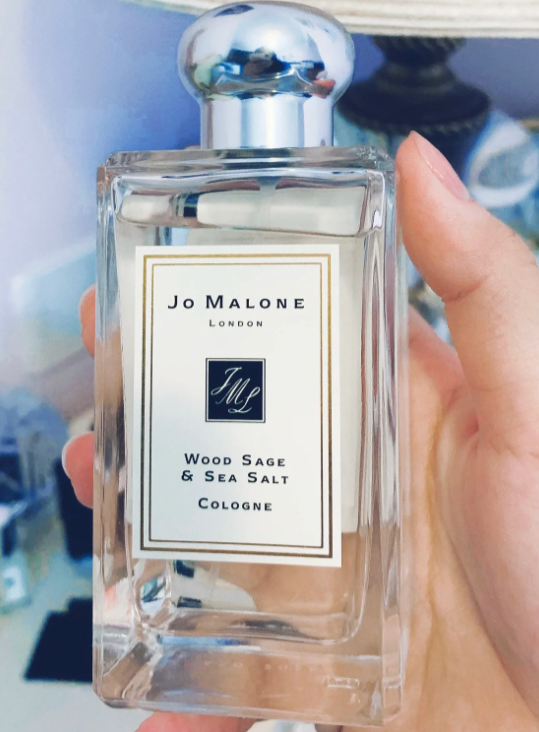 JO MALONE
LONDON
JML
WOOD SAGE
& SEA SALT
COLOGNE